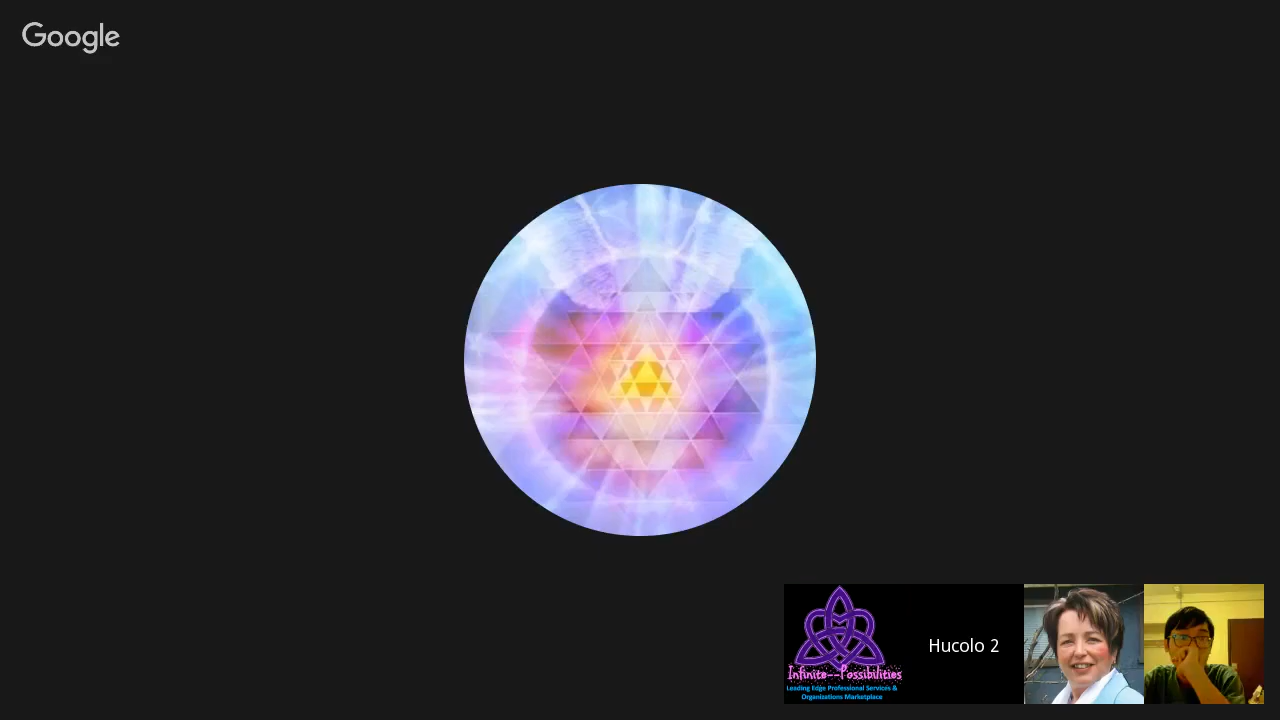 Google
Hucolo 2
Infinite--Possibilities
Leading Edge Professional Services &
Organizations Marketplace